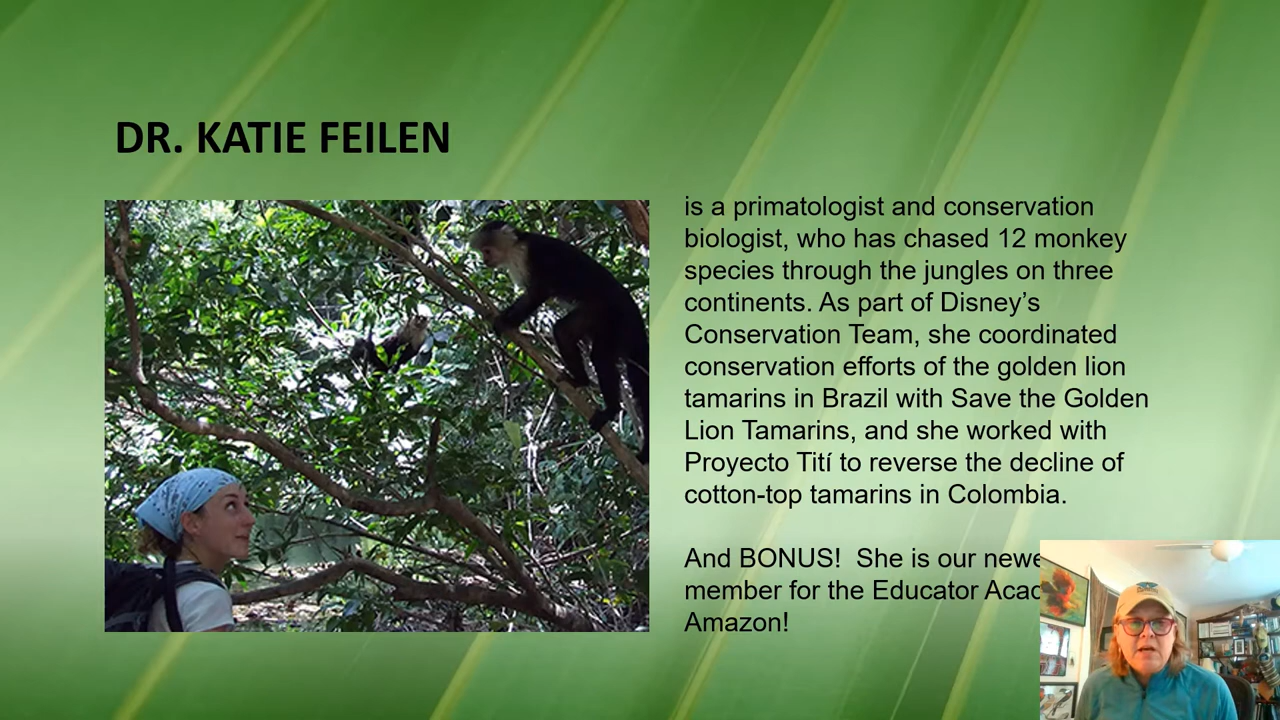 DR. KATIE FEILEN
is a primatologist and conservation
biologist, who has chased 12 monkey
species through the jungles on three
continents. As part of Disney’s
Conservation Team, she coordinated
conservation efforts of the golden lion
tamarins in Brazil with Save the Golden
Lion Tamarins, and she worked with
Proyecto Tití to reverse the decline of
cotton-top tamarins in Colombia.
And BONUS!  She is our
member for the Educator
Amazon!